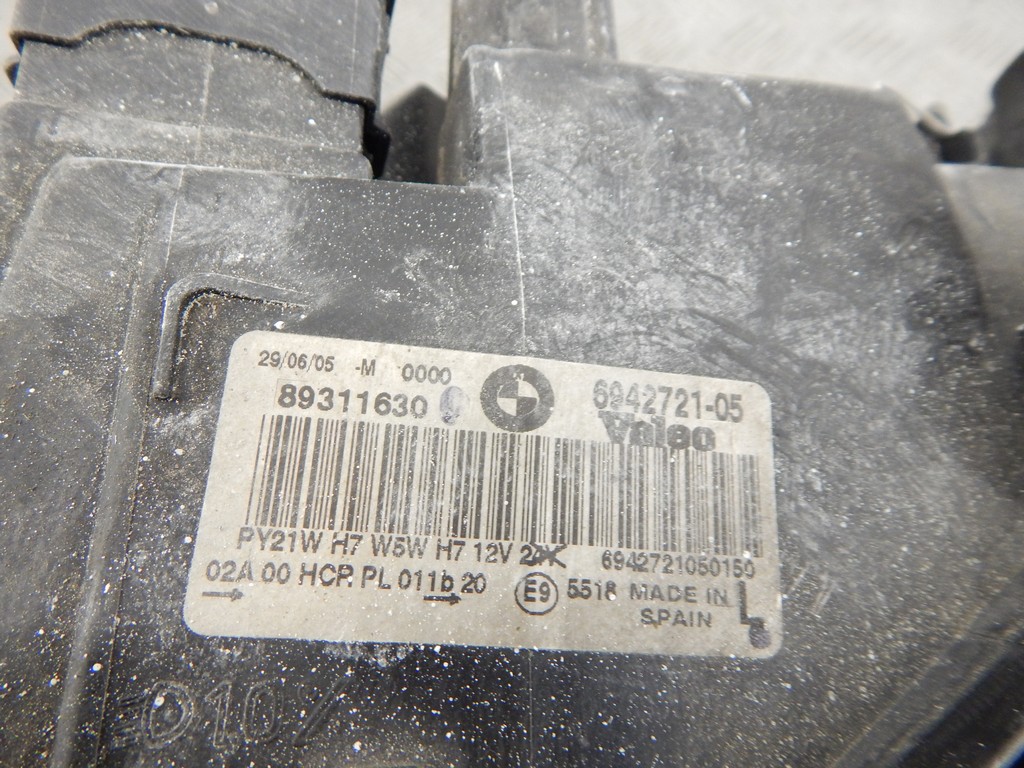 29/06/05 -M 0000
89311630
6942721-05
Valeo
PY21W H7 W5W H7 12V
6942721050150
02A 00 HCR PL 011b 20
E9 5518 MADE IN
SPAIN
L